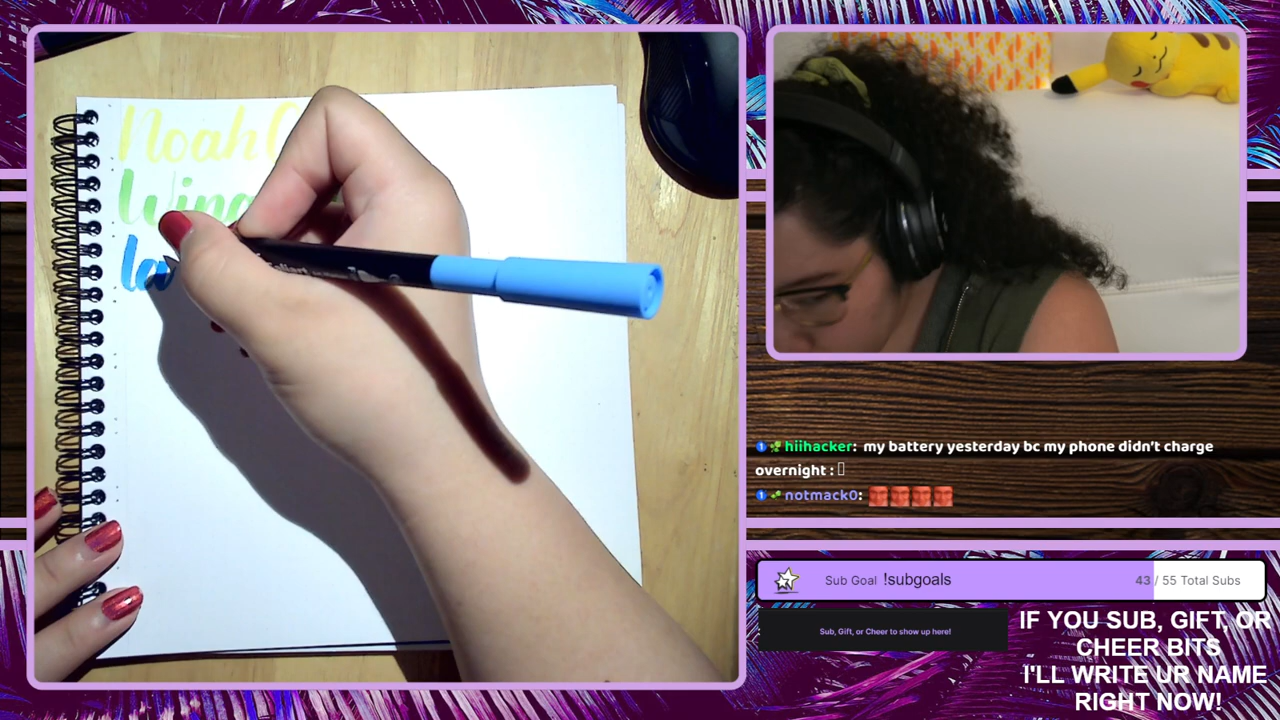 Noah
hiihacker: my battery yesterday bc my phone didn't charge
overnight :
notmack0:
Sub Goal !subgoals 43 / 55 Total Subs
Sub, Gift, or Cheer to show up here!
IF YOU SUB, GIFT, OR
CHEER BITS
I'LL WRITE UR NAME
RIGHT NOW!